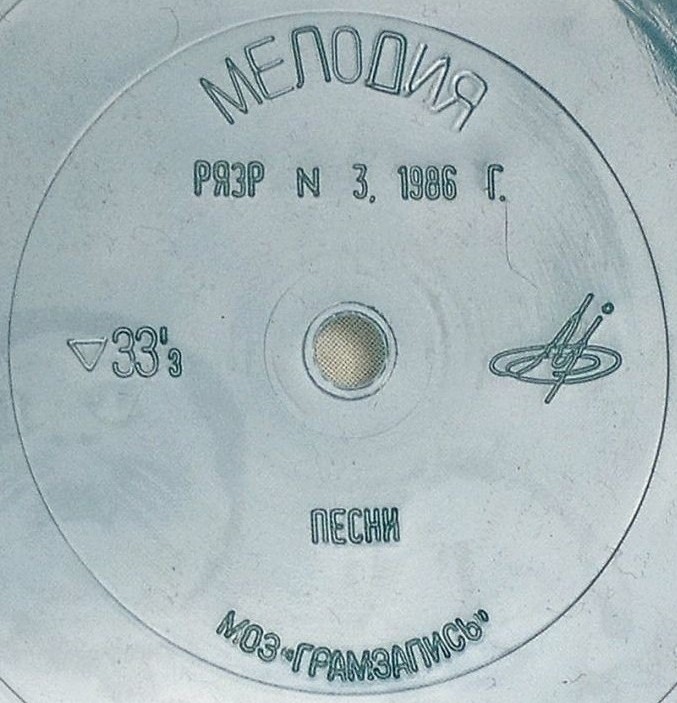 МЕЛОДИЯ
РЯЗР N 3, 1986 Г.
▽33⅓
ПЕСНИ
МОЗ «ГРАМЗАПИСЬ»